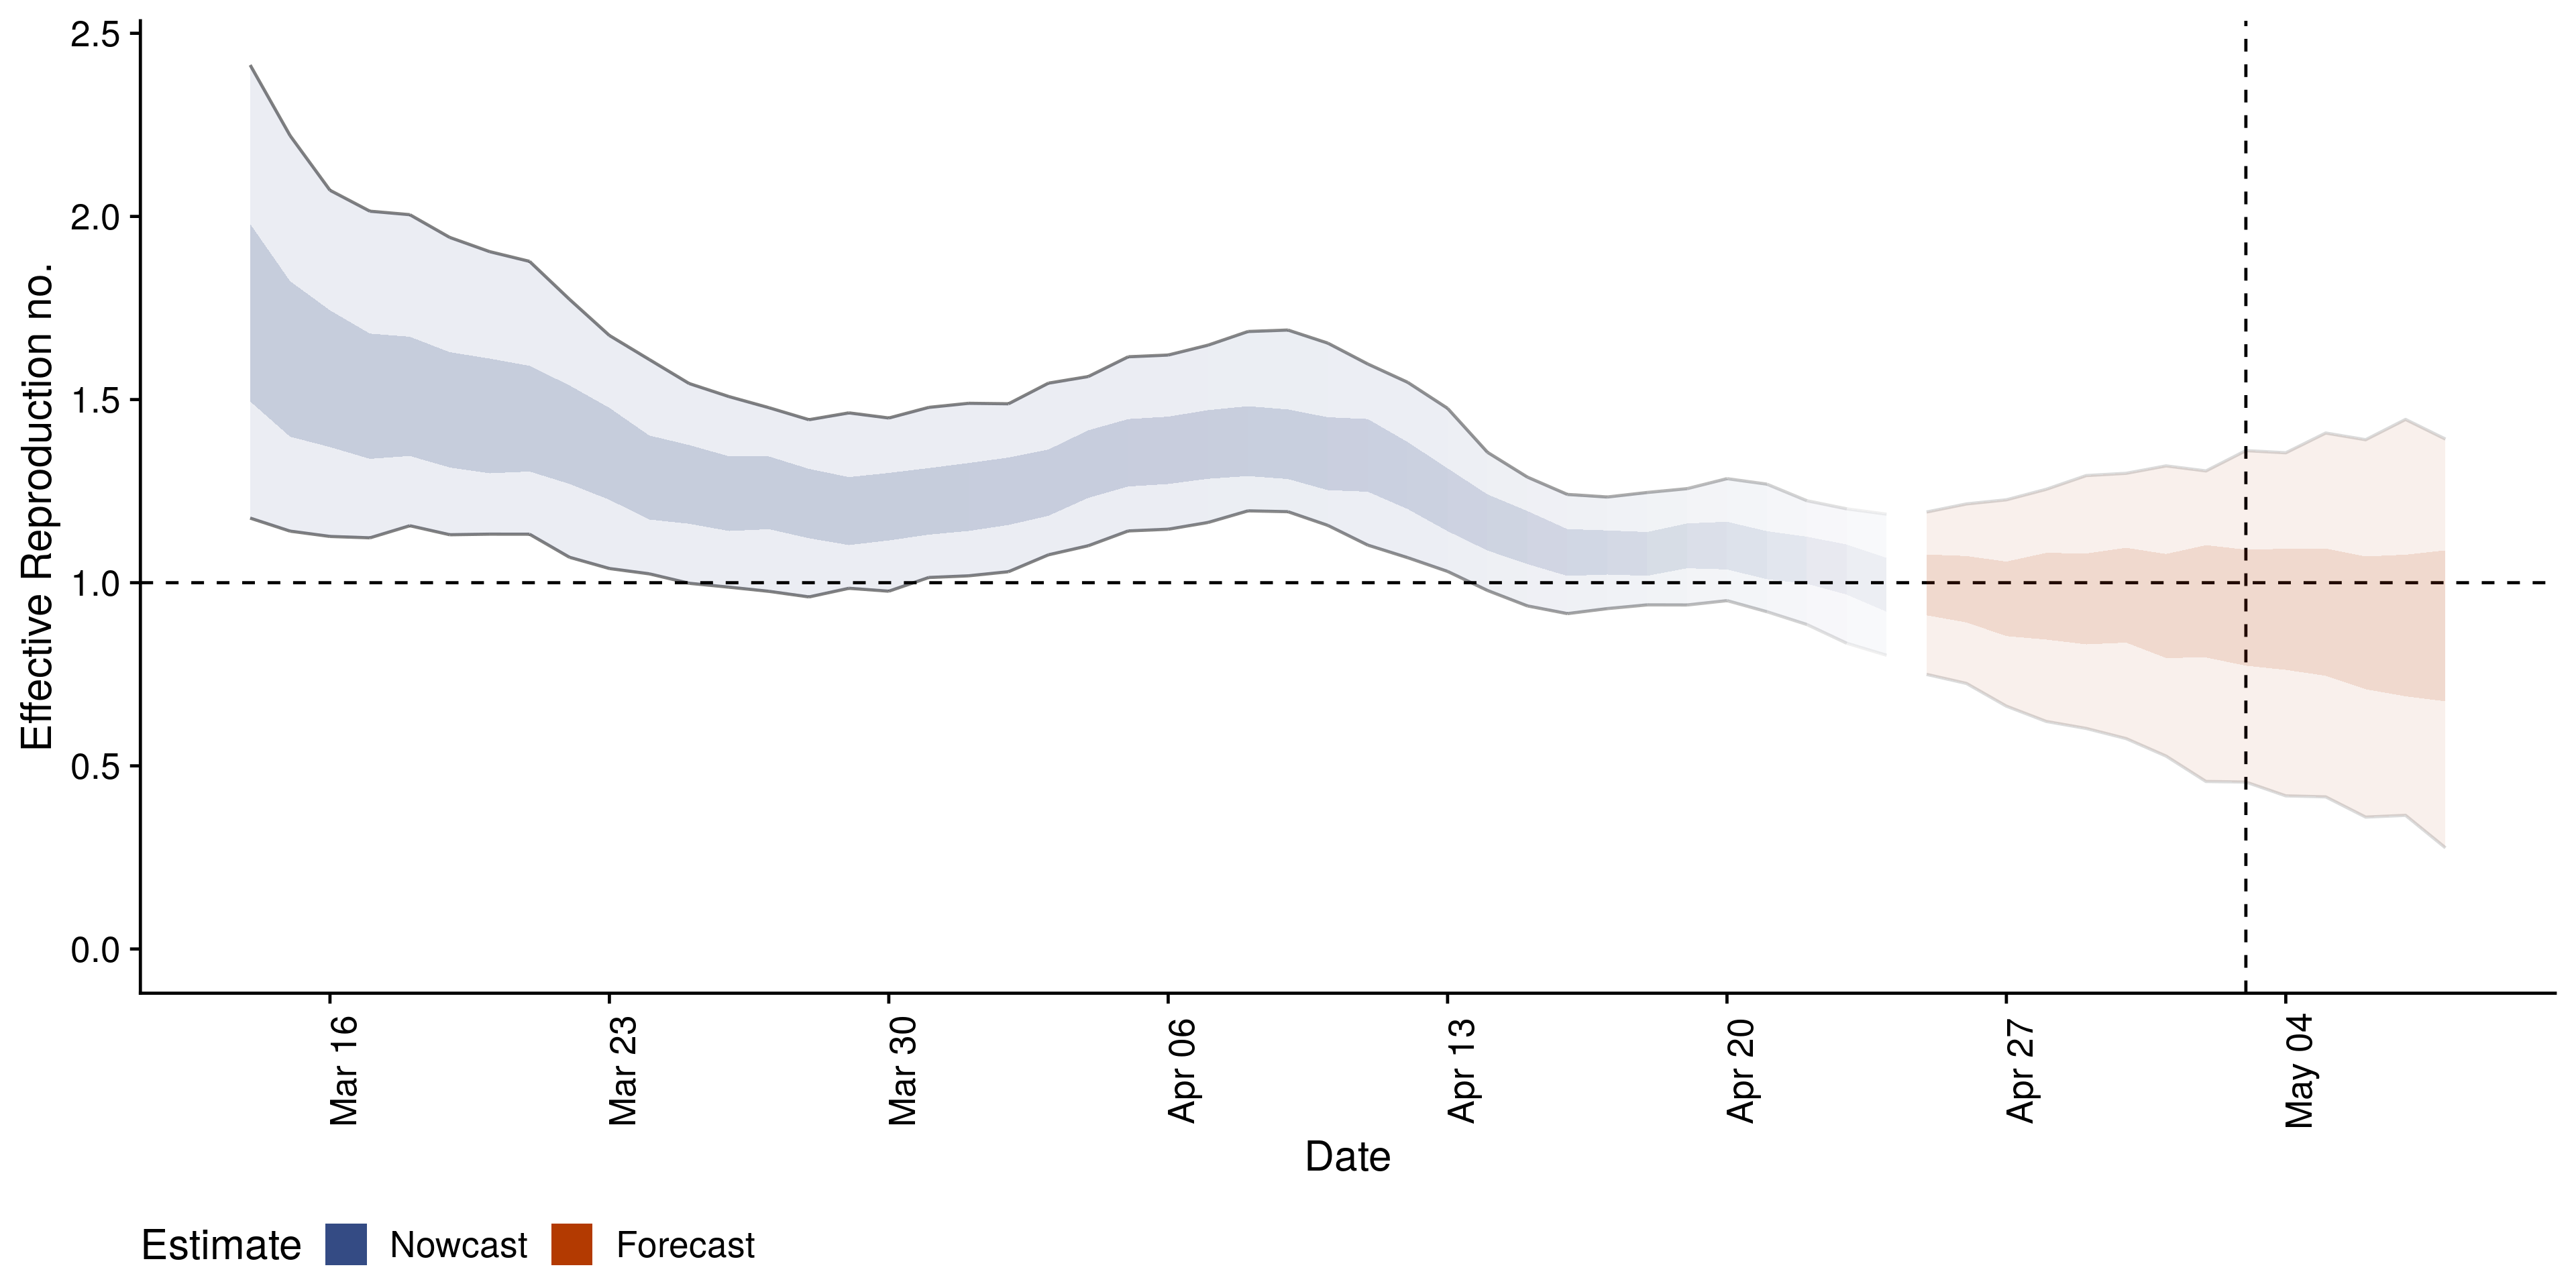 Effective Reproduction no.
2.5
2.0
1.5
1.0
0.5
0.0
Mar 16
Mar 23
Mar 30
Apr 06
Apr 13
Apr 20
Apr 27
May 04
Date
Estimate Nowcast Forecast